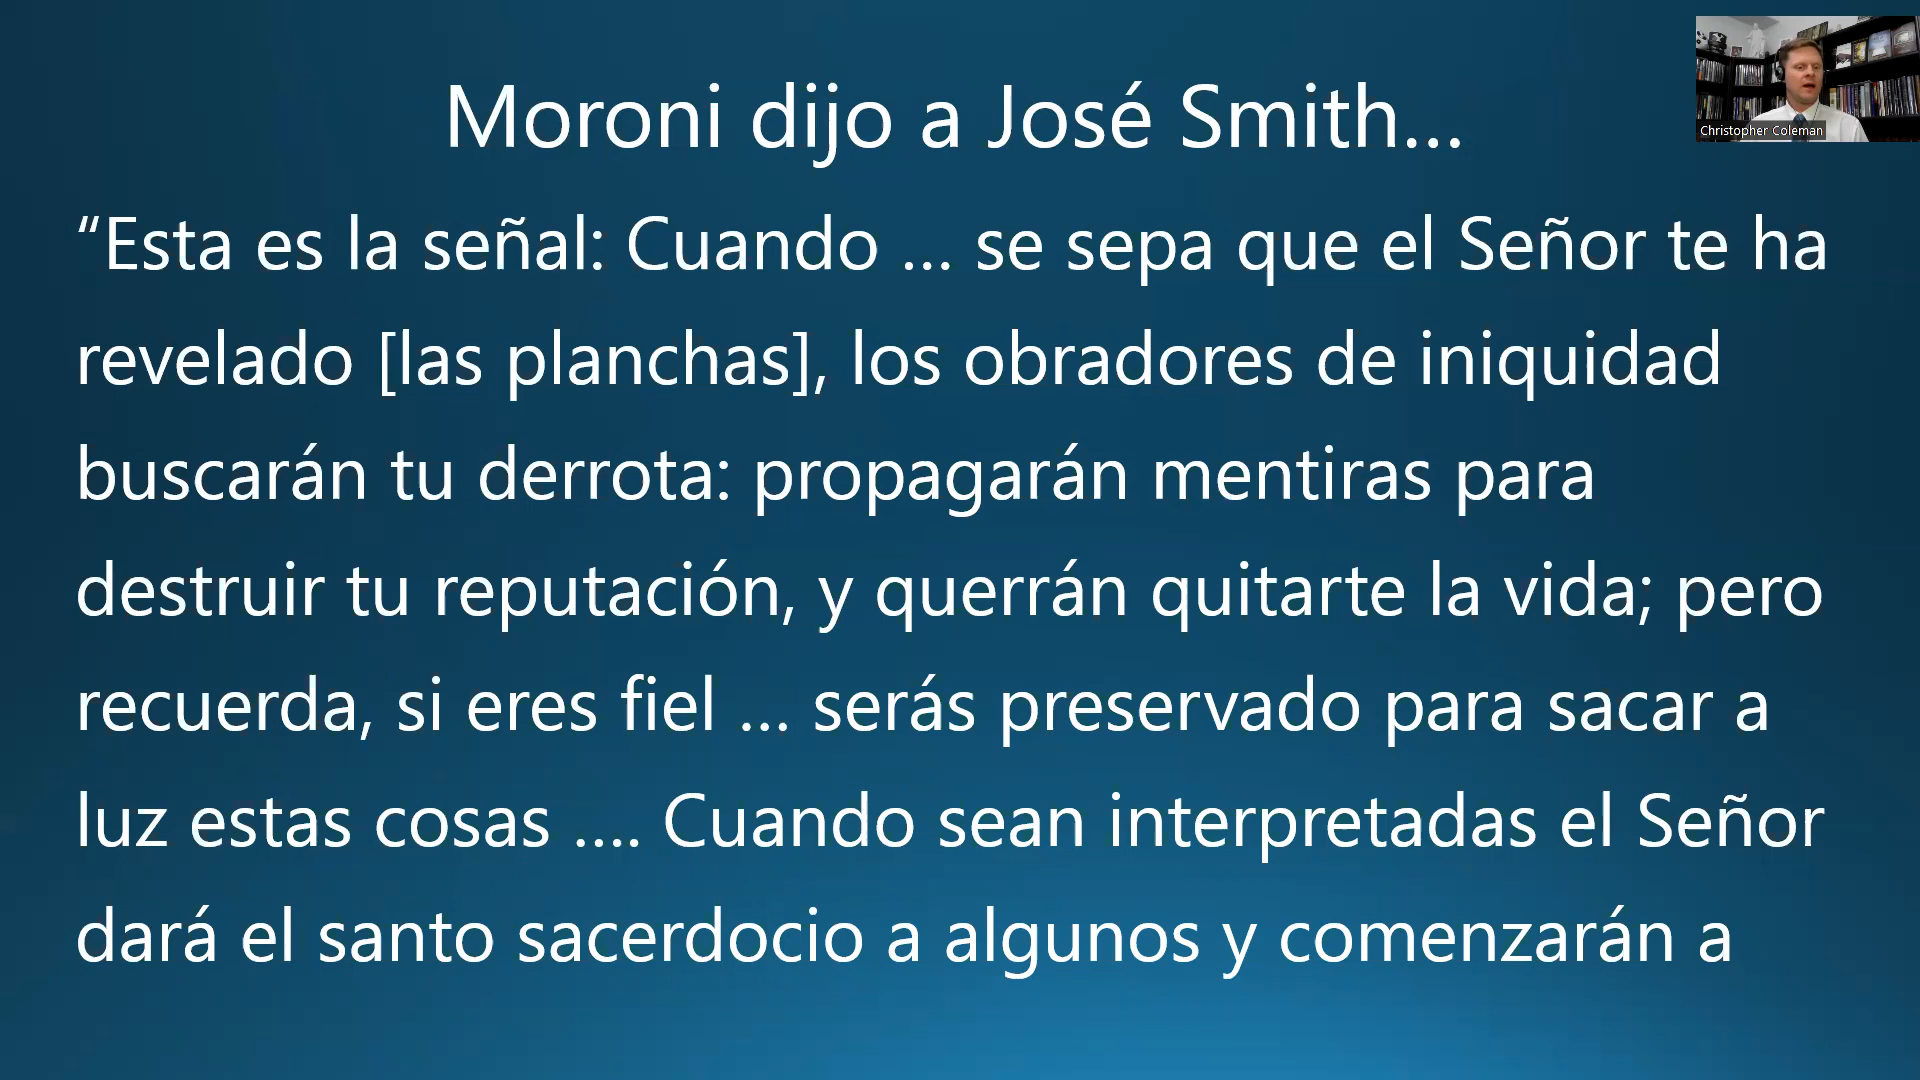 Moroni dijo a José Smith...
Christopher Coleman
“Esta es la señal: Cuando ... se sepa que el Señor te ha
revelado [las planchas], los obradores de iniquidad
buscarán tu derrota: propagarán mentiras para
destruir tu reputación, y querrán quitarte la vida; pero
recuerda, si eres fiel ... serás preservado para sacar a
luz estas cosas .... Cuando sean interpretadas el Señor
dará el santo sacerdocio a algunos y comenzarán a